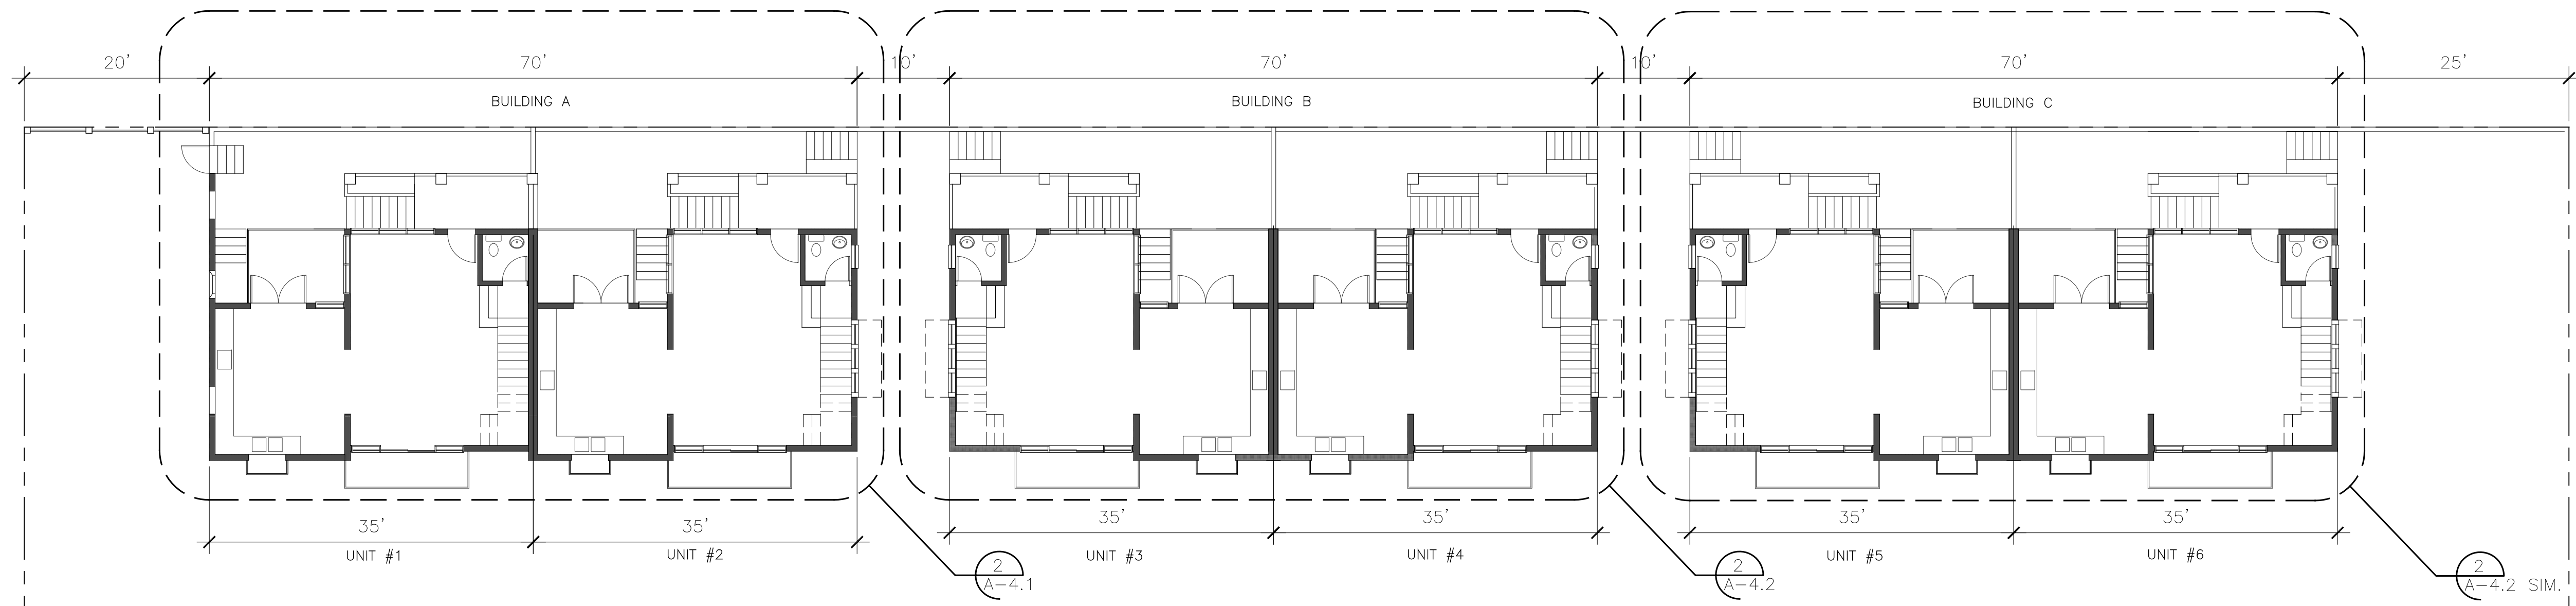 20' 70' 10' 70' 10' 70' 25'
BUILDING A BUILDING B BUILDING C
35' 35' 35' 35' 35' 35'
UNIT #1 UNIT #2 UNIT #3 UNIT #4 UNIT #5 UNIT #6
2 2 2
A-4.1 A-4.2 A-4.2 SIM.